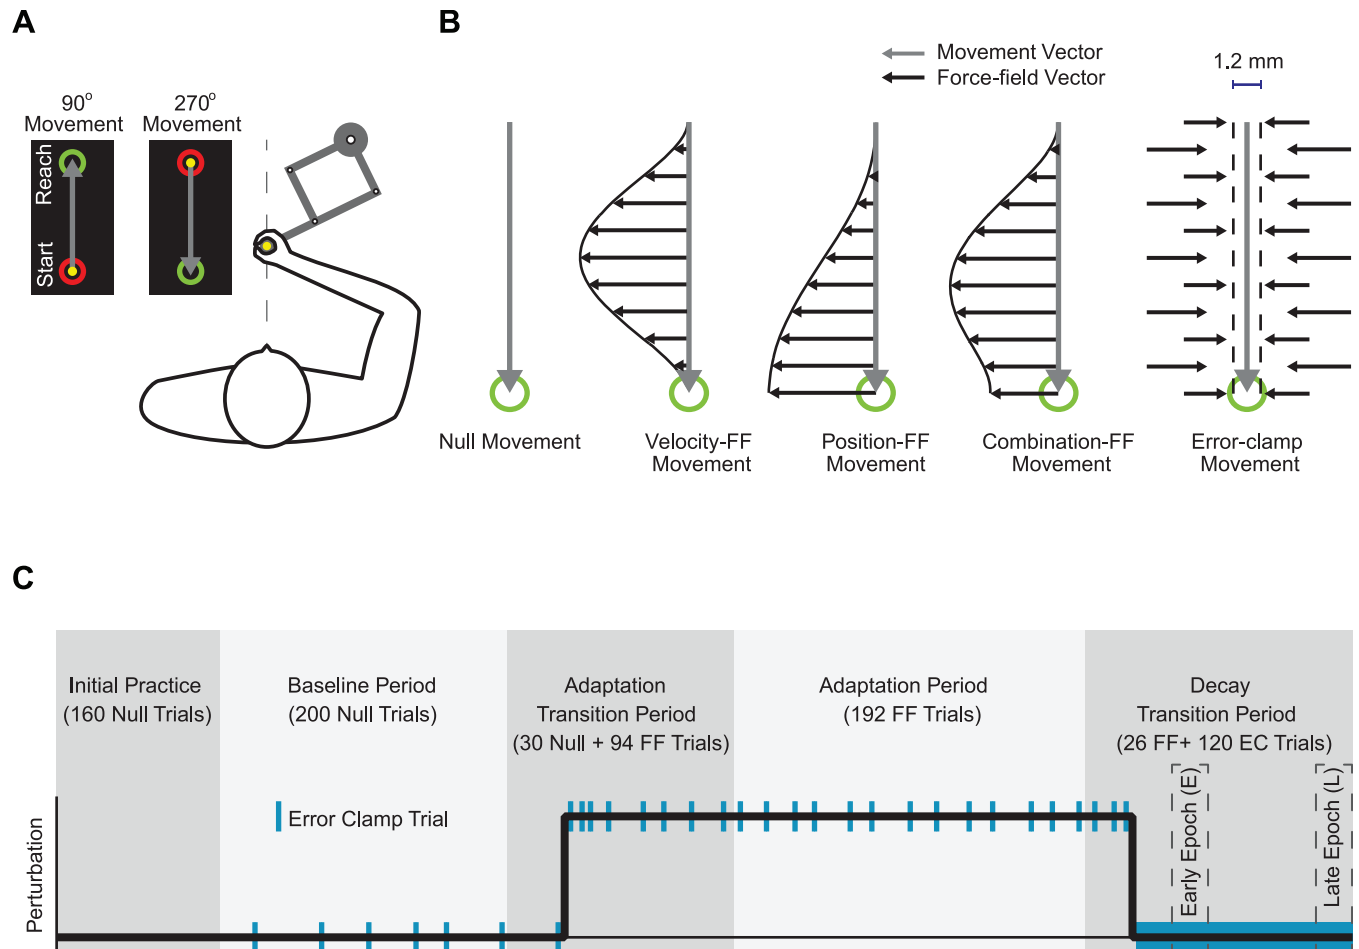 A
90° Movement
270° Movement
Reach
Start
B
Movement Vector
Force-field Vector
1.2 mm
Null Movement
Velocity-FF
Movement
Position-FF
Movement
Combination-FF
Movement
Error-clamp
Movement
C
Initial Practice
(160 Null Trials)
Baseline Period
(200 Null Trials)
Adaptation
Transition Period
(30 Null + 94 FF Trials)
Adaptation Period
(192 FF Trials)
Decay
Transition Period
(26 FF+ 120 EC Trials)
Error Clamp Trial
Perturbation
Early Epoch (E)
Late Epoch (L)